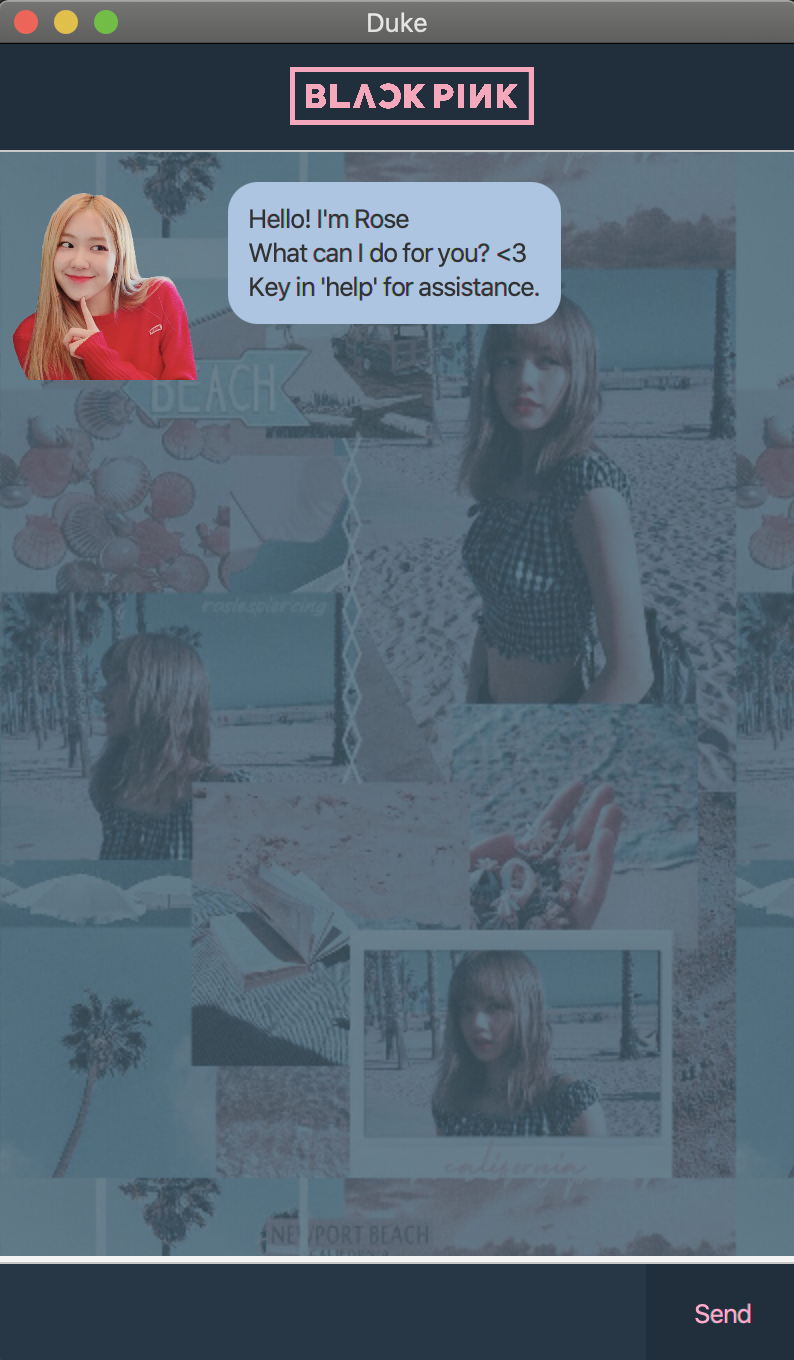 Duke
BLACKPINK
Hello! I'm Rose
What can I do for you? <3
Key in 'help' for assistance.
BEACH
rosiespiercing
california
NEWPORT BEACH
CALIFORNIA
Send